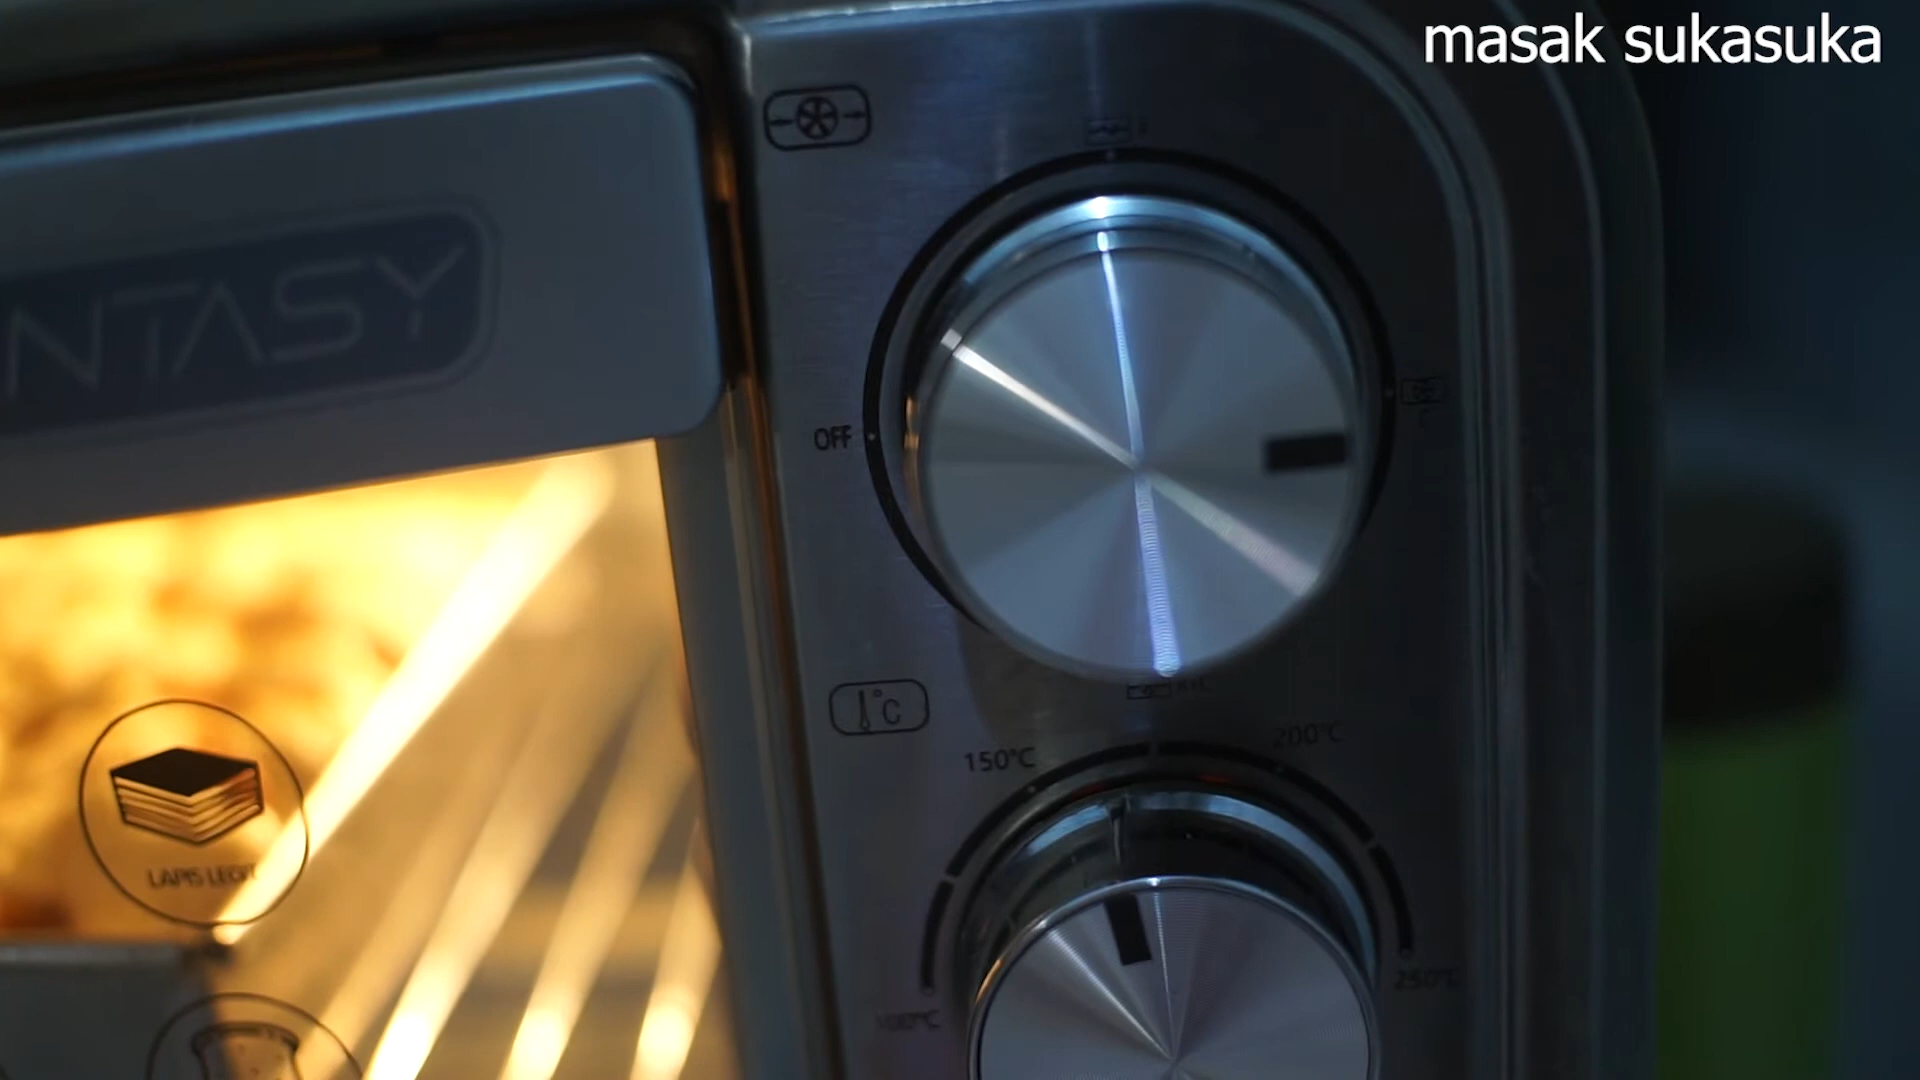 masak sukasuka
NTASY
OFF
°C
150°C
200°C
250°C
100°C
LAPIS LEGIT